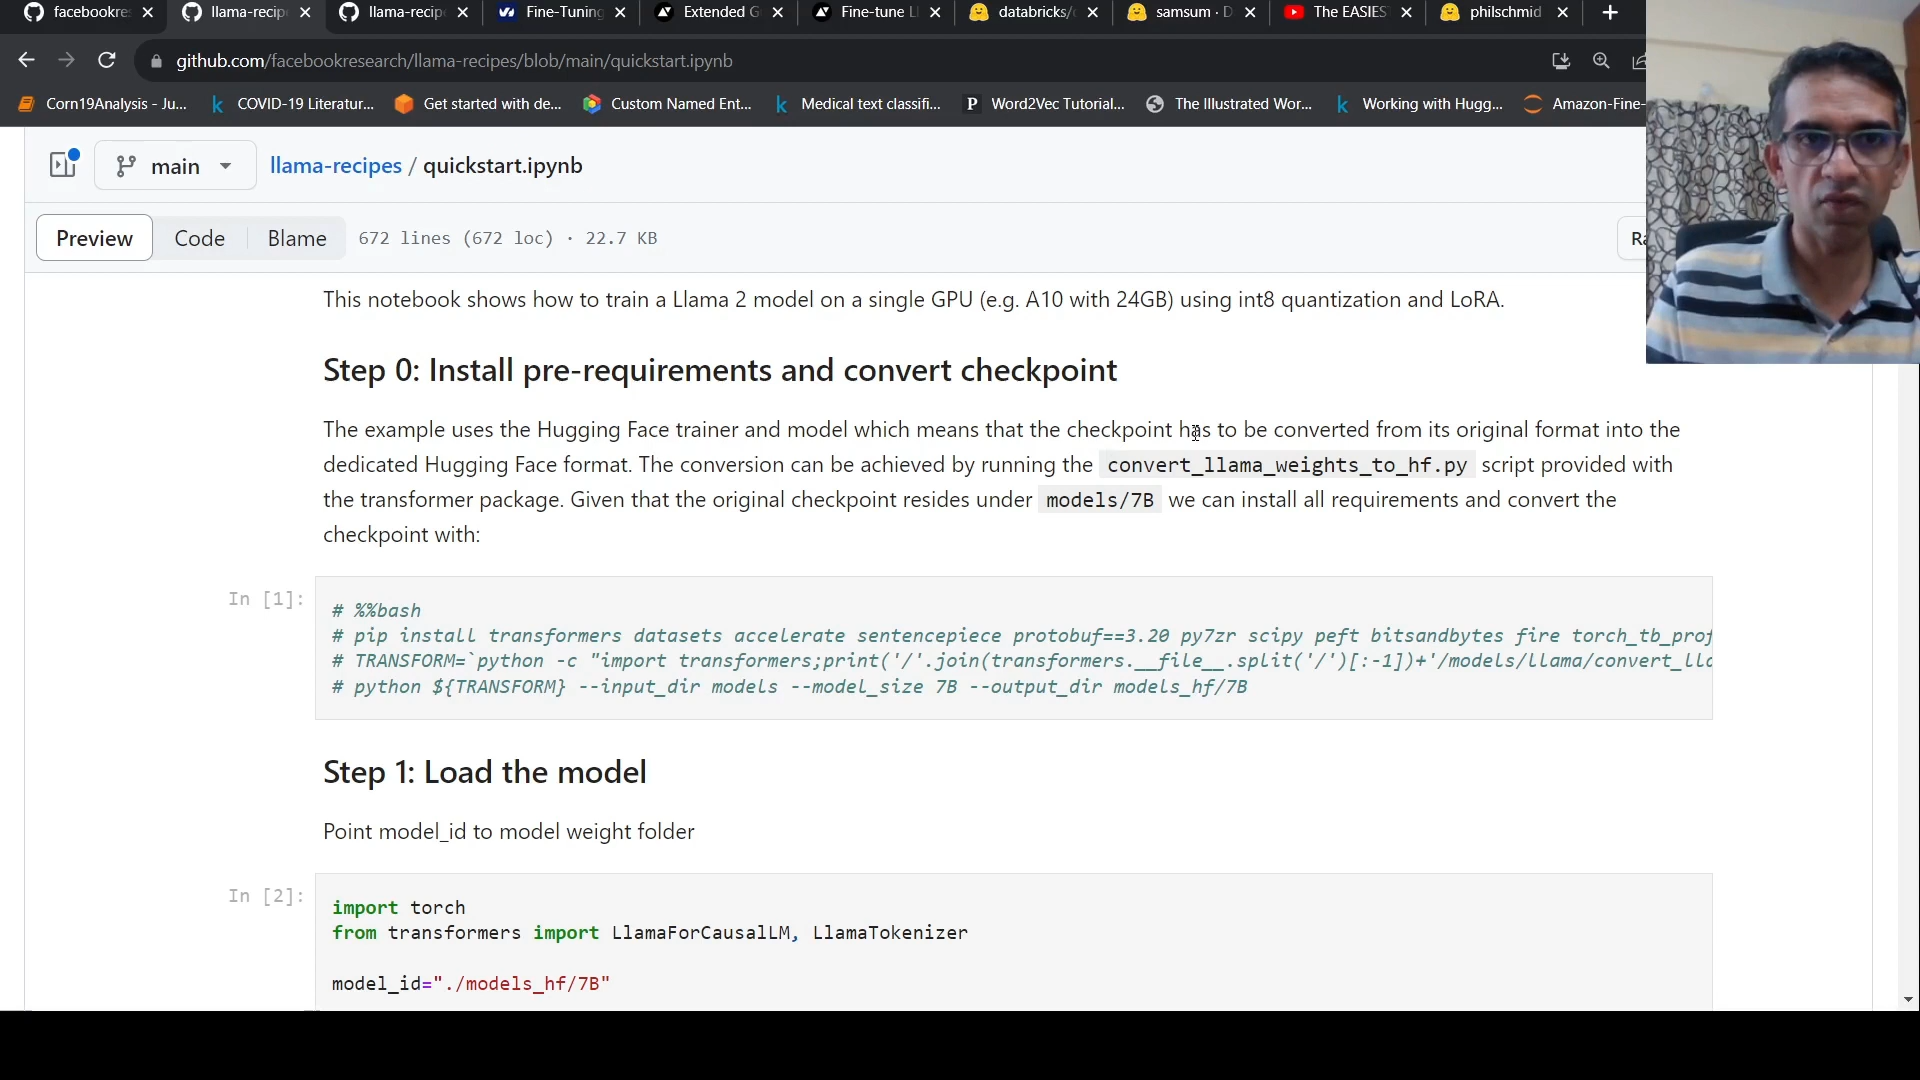 facebookre
llama-recip
llama-recip
Fine-Tuning
Extended G
Fine-tune Ll
databricks/
samsum · D
The EASIES
philschmid
github.com/facebookresearch/llama-recipes/blob/main/quickstart.ipynb
Corn19Analysis - Ju...
COVID-19 Literatur...
Get started with de...
Custom Named Ent...
Medical text classifi...
Word2Vec Tutorial...
The Illustrated Wor...
Working with Hugg...
Amazon-Fine-
main
llama-recipes / quickstart.ipynb
Preview
Code
Blame
672 lines (672 loc) · 22.7 KB
Ra
This notebook shows how to train a Llama 2 model on a single GPU (e.g. A10 with 24GB) using int8 quantization and LoRA.
Step 0: Install pre-requirements and convert checkpoint
The example uses the Hugging Face trainer and model which means that the checkpoint has to be converted from its original format into the
dedicated Hugging Face format. The conversion can be achieved by running the convert_llama_weights_to_hf.py script provided with
the transformer package. Given that the original checkpoint resides under models/7B we can install all requirements and convert the
checkpoint with:
In [1]:
# %%bash
# pip install transformers datasets accelerate sentencepiece protobuf==3.20 py7zr scipy peft bitsandbytes fire torch_tb_prof
# TRANSFORM=`python -c "import transformers;print('/'.join(transformers.__file__.split('/')[:-1])+'/models/llama/convert_lla
# python ${TRANSFORM} --input_dir models --model_size 7B --output_dir models_hf/7B
Step 1: Load the model
Point model_id to model weight folder
In [2]:
import torch
from transformers import LlamaForCausalLM, LlamaTokenizer
model_id="./models_hf/7B"